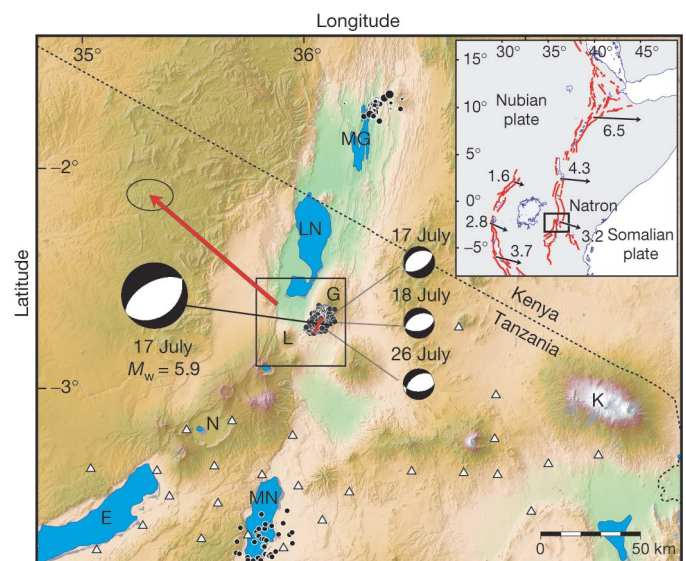 Longitude
35°
36°
30° 35° 40° 45°
15°
10°
5°
0°
−5°
Nubian
plate
6.5
4.3
1.6
Natron
2.8
3.2
Somalian
plate
3.7
MG
−2°
LN
17 July
G
18 July
L
26 July
Kenya
Tanzania
17 July
Mw = 5.9
Latitude
−3°
K
N
MN
E
0 50 km